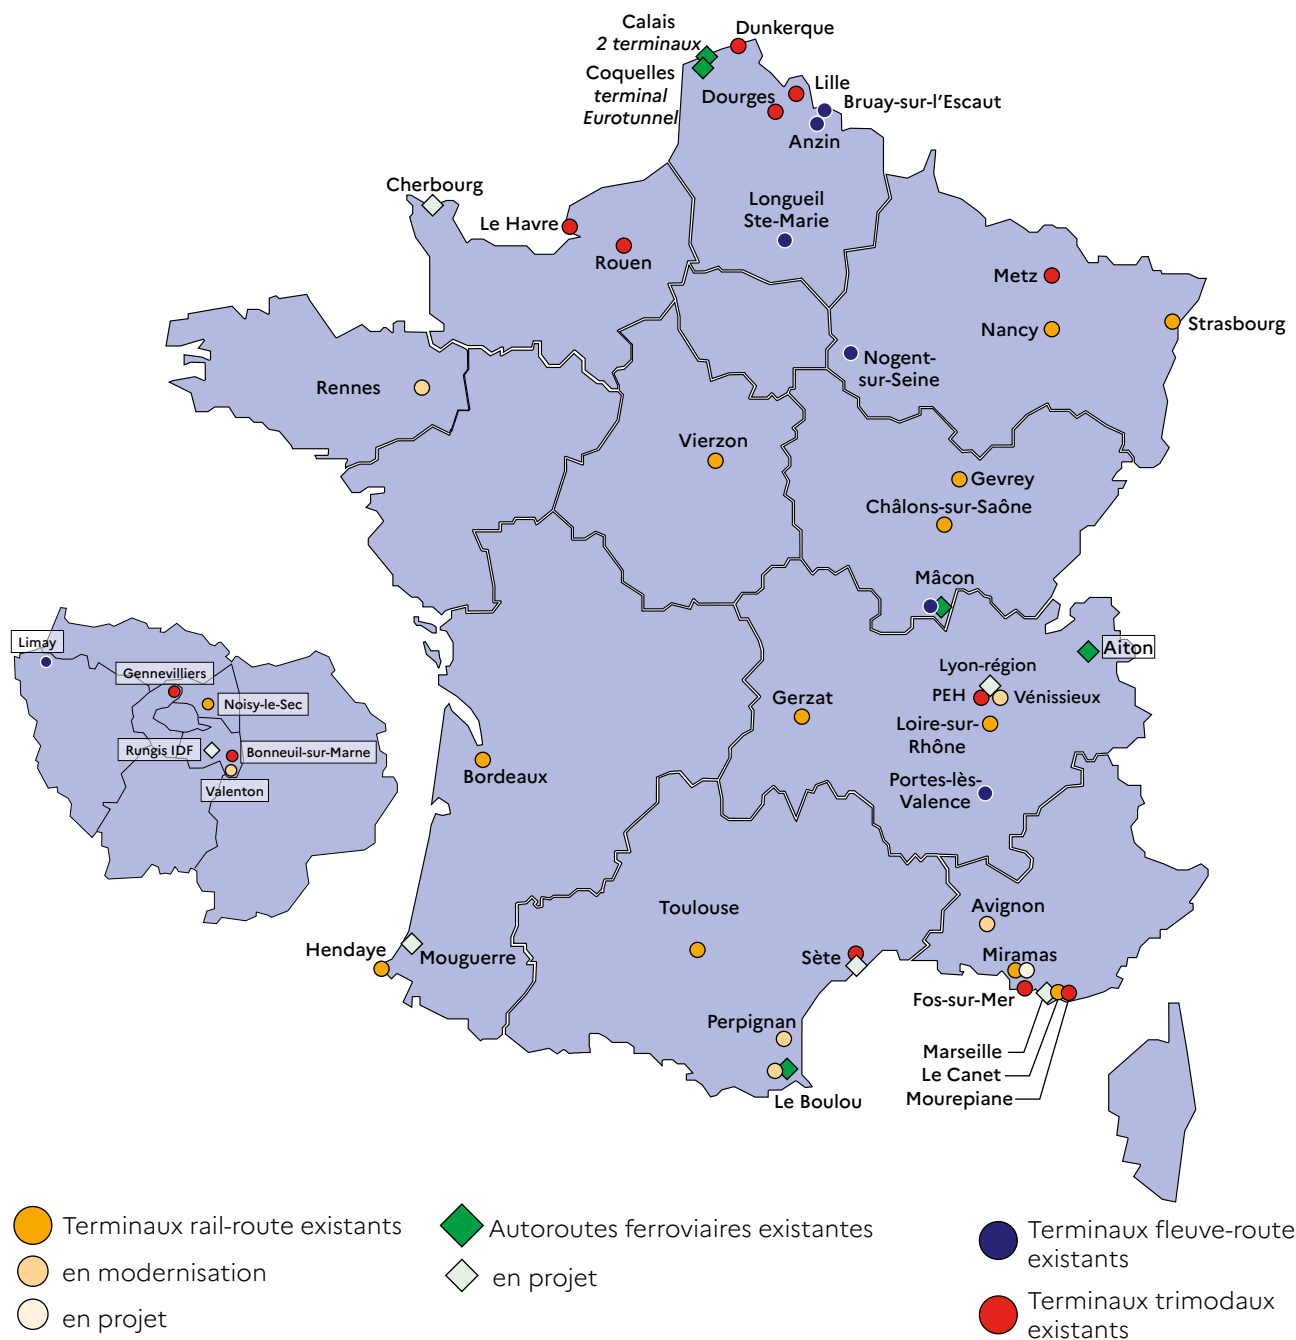 Calais
2 terminaux
Dunkerque
Coquelles
terminal
Eurotunnel
Dourges
Lille
Bruay-sur-l'Escaut
Anzin
Cherbourg
Le Havre
Rouen
Longueil
Ste-Marie
Metz
Nancy
Strasbourg
Nogent-
sur-Seine
Rennes
Vierzon
Gevrey
Châlons-sur-Saône
Mâcon
Aiton
Lyon-région
PEH
Vénissieux
Gerzat
Loire-sur-
Rhône
Portes-lès-
Valence
Limay
Gennevilliers
Noisy-le-Sec
Rungis IDF
Bonneuil-sur-Marne
Valenton
Bordeaux
Toulouse
Avignon
Hendaye
Mouguerre
Sète
Miramas
Fos-sur-Mer
Perpignan
Marseille
Le Canet
Mourepiane
Le Boulou
Terminaux rail-route existants
en modernisation
en projet
Autoroutes ferroviaires existantes
en projet
Terminaux fleuve-route
existants
Terminaux trimodaux
existants